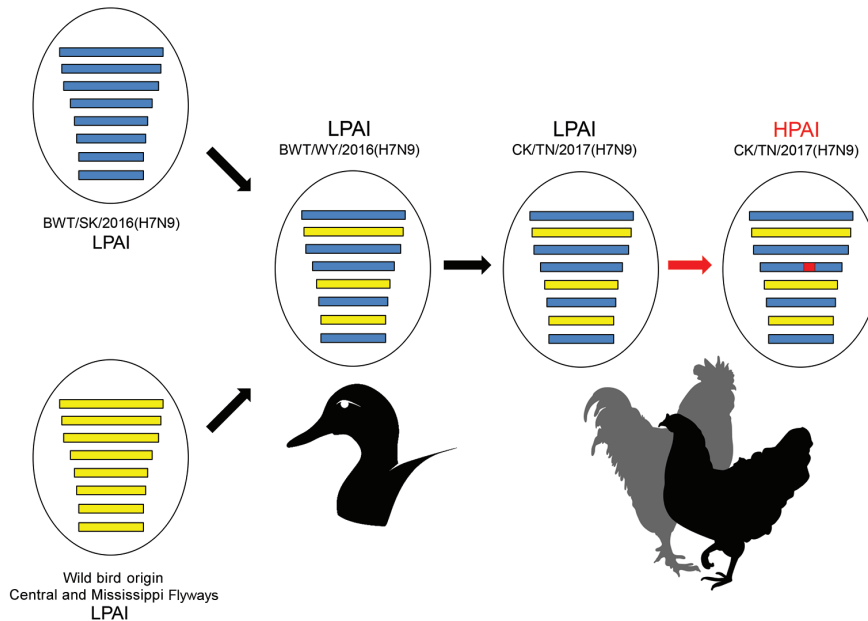 BWT/SK/2016(H7N9)
LPAI
Wild bird origin
Central and Mississippi Flyways
LPAI
LPAI
BWT/WY/2016(H7N9)
LPAI
CK/TN/2017(H7N9)
HPAI
CK/TN/2017(H7N9)